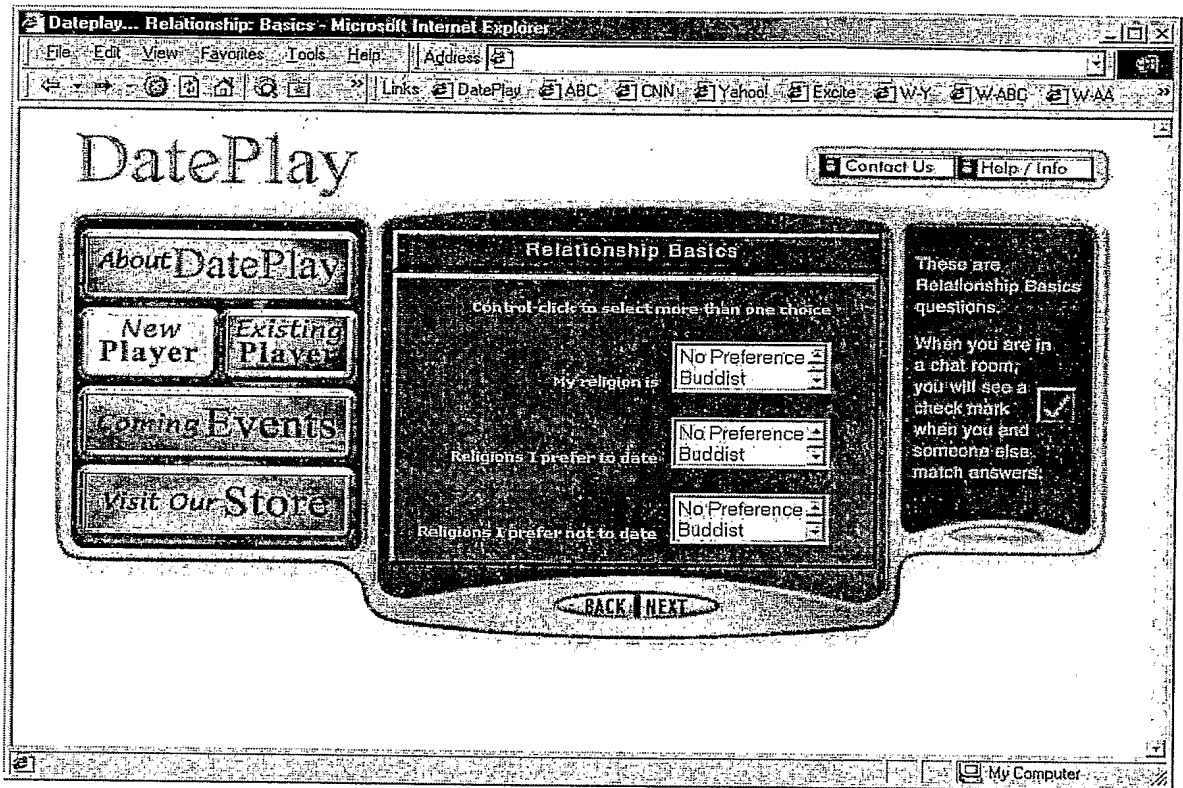 Dateplay... Relationship: Basics - Microsoft Internet Explorer
File Edit View Favorites Tools Help Address
Links DatePlay ABC CNN Yahoo! Excite W-Y W-ABC W-AA
DatePlay
Contact Us Help / Info
About DatePlay
New Player
Existing Player
Coming Events
Visit Our Store
Relationship Basics
Control-click to select more than one choice
My religion is
No Preference
Buddist
Religions I prefer to date
No Preference
Buddist
Religions I prefer not to date
No Preference
Buddist
BACK NEXT
These are
Relationship Basics
questions.
When you are in
a chat room,
you will see a
check mark
when you and
someone else
match answers.
My Computer